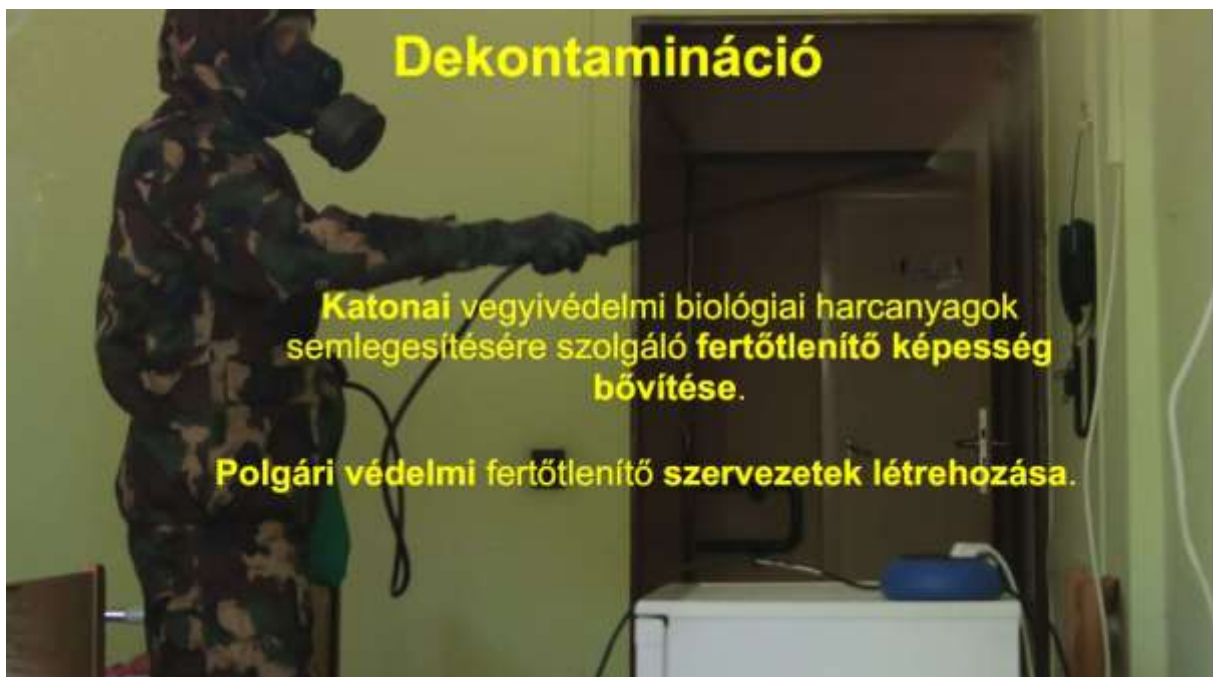 Dekontamináció
Katonai vegyivédelmi biológiai harcanyagok
semlegesítésére szolgáló fertőtlenítő képesség
bővítése.
Polgári védelmi fertőtlenítő szervezetek létrehozása.